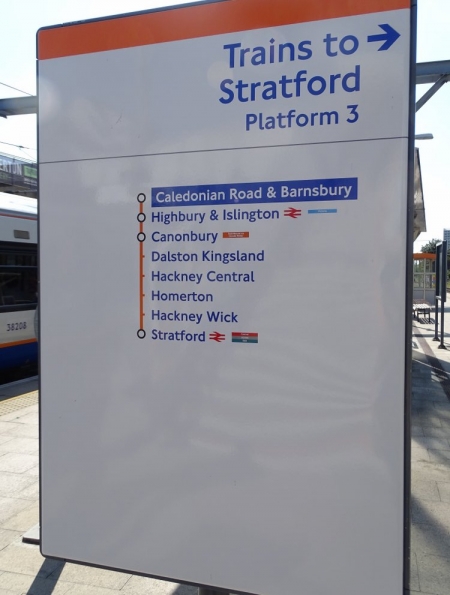 Trains to
Stratford
Platform 3
Caledonian Road & Barnsbury
Highbury & Islington
Canonbury
Dalston Kingsland
Hackney Central
Homerton
Hackney Wick
Stratford
38208